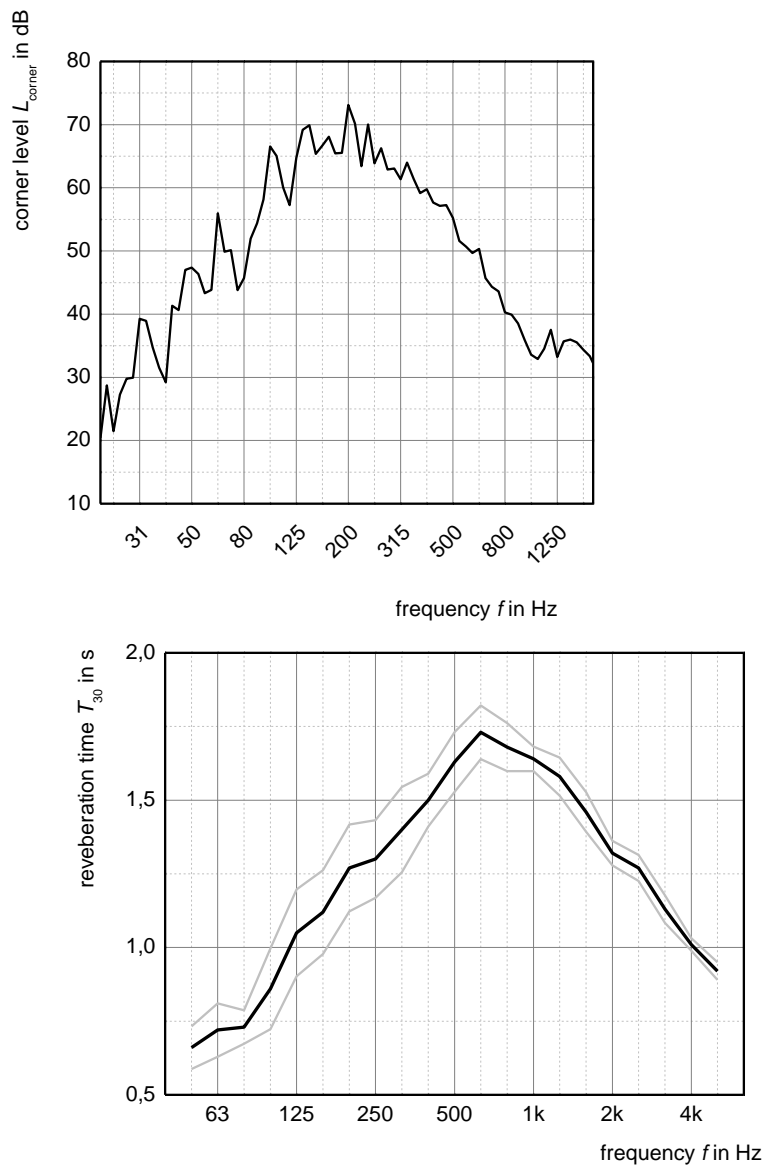 corner level L corner in dB
80
70
60
50
40
30
20
10
31 50 80 125 200 315 500 800 1250
frequency f in Hz
reveberation time T30 in s
2,0
1,5
1,0
0,5
63 125 250 500 1k 2k 4k
frequency f in Hz